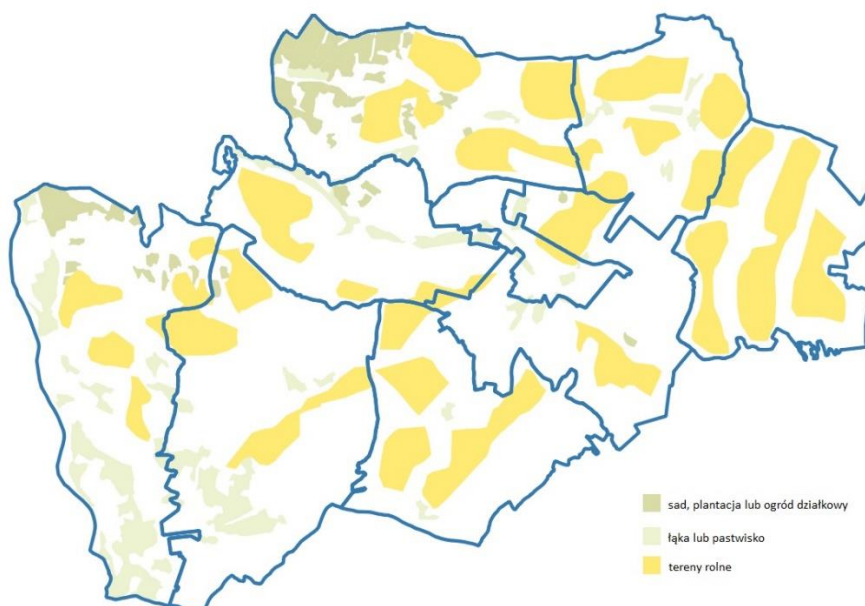 sad, plantacja lub ogród działkowy
łąka lub pastwisko
tereny rolne